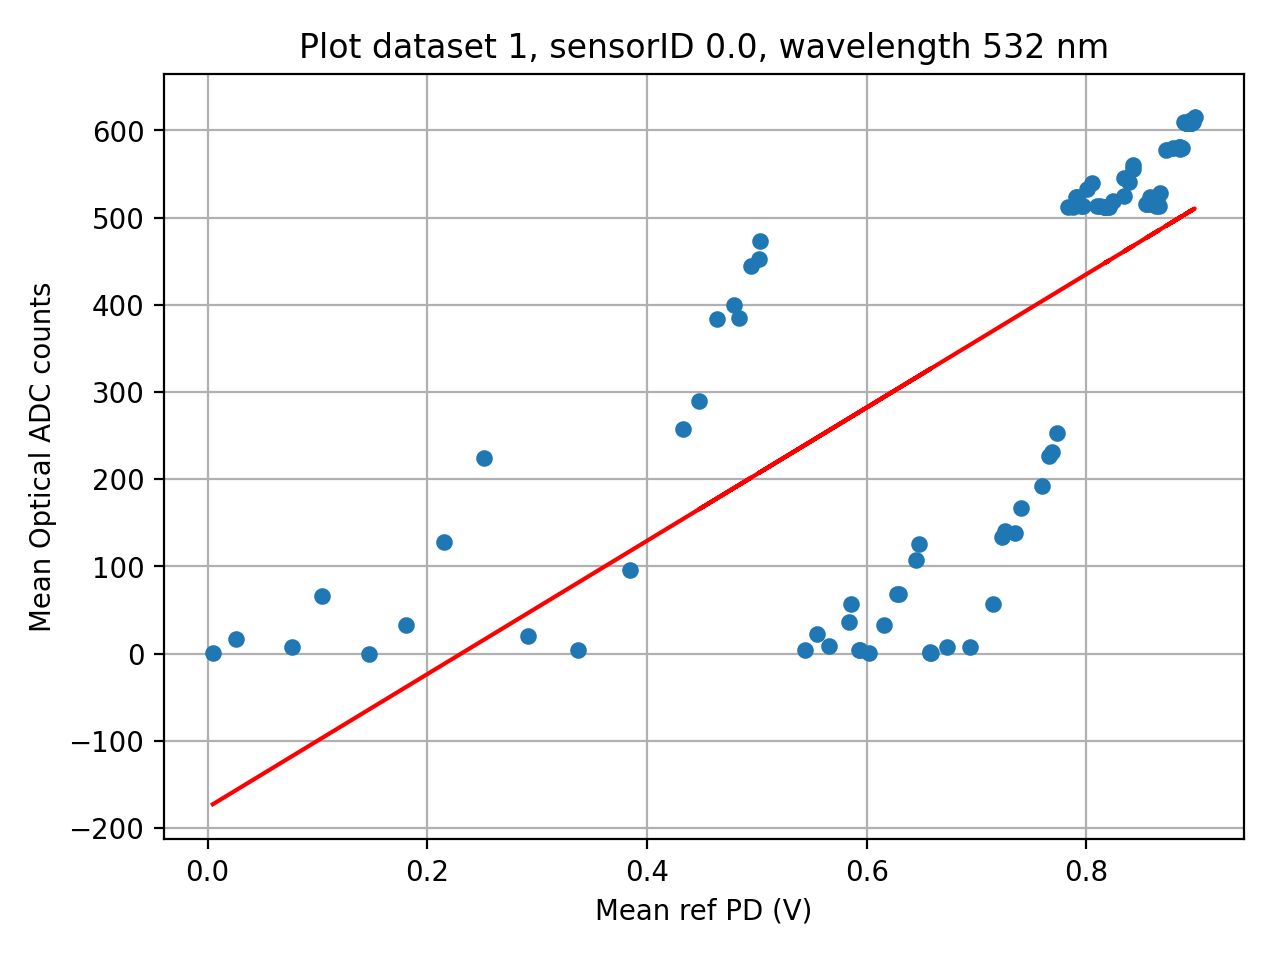 Plot dataset 1, sensorID 0.0, wavelength 532 nm
600
500
400
300
200
100
0
−100
−200
Mean Optical ADC counts
0.0 0.2 0.4 0.6 0.8
Mean ref PD (V)